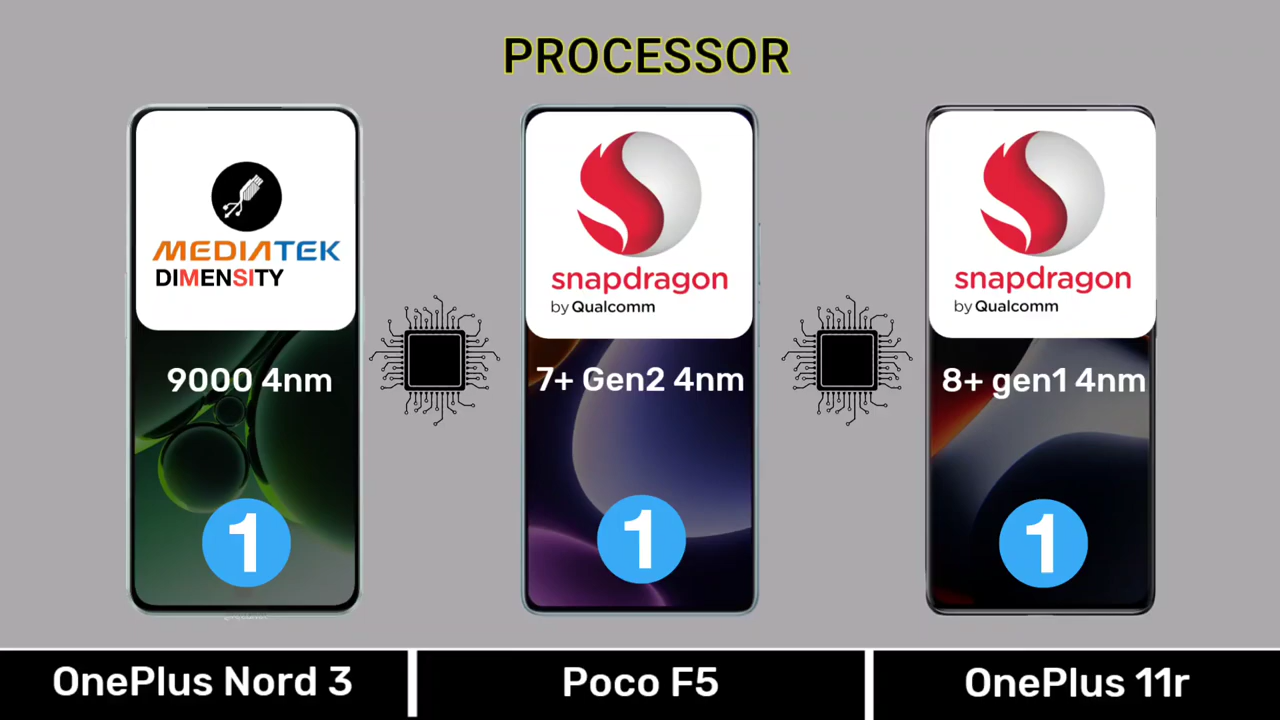 PROCESSOR
MEDIATEK
DIMENSITY
9000 4nm
1
snapdragon
by Qualcomm
7+ Gen2 4nm
1
snapdragon
by Qualcomm
8+ gen1 4nm
1
OnePlus Nord 3
Poco F5
OnePlus 11r